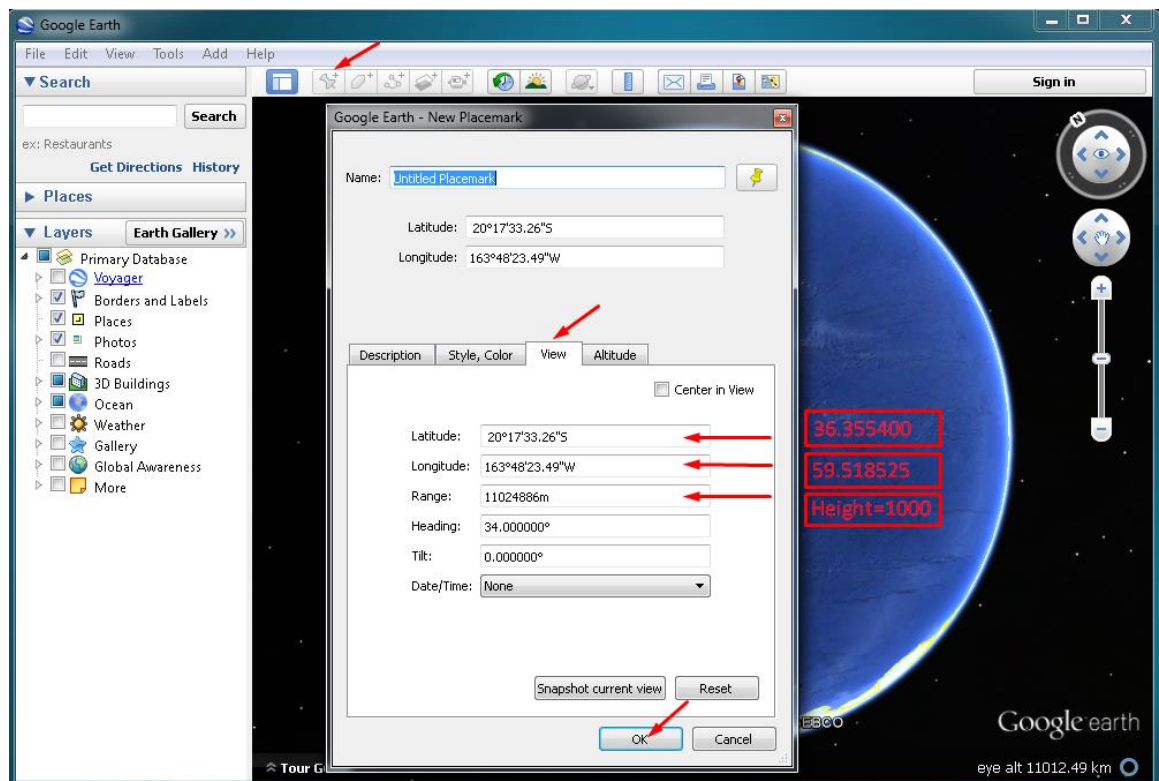 Google Earth
File Edit View Tools Add Help
Search
Search
ex: Restaurants
Get Directions History
Places
Layers
Earth Gallery >>
Primary Database
Voyager
Borders and Labels
Places
Photos
Roads
3D Buildings
Ocean
Weather
Gallery
Global Awareness
More
Sign in
N
Google Earth - New Placemark
Name: Untitled Placemark
Latitude: 20°17'33.26"S
Longitude: 163°48'23.49"W
Description Style, Color View Altitude
Center in View
Latitude: 20°17'33.26"S
Longitude: 163°48'23.49"W
Range: 11024886m
Heading: 34.000000°
Tilt: 0.000000°
Date/Time: None
Snapshot current view Reset
OK Cancel
36.355400
59.518525
Height=1000
Google earth
Tour G
eye alt 11012.49 km